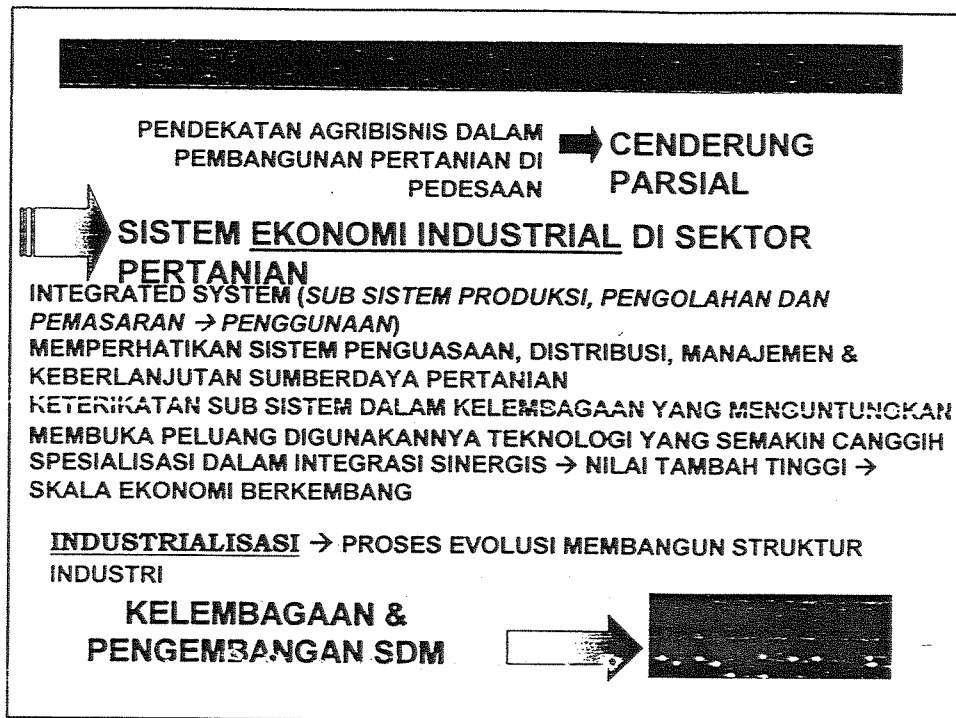 PENDEKATAN AGRIBISNIS DALAM
PEMBANGUNAN PERTANIAN DI
PEDESAAN
CENDERUNG
PARSIAL
SISTEM EKONOMI INDUSTRIAL DI SEKTOR
PERTANIAN
INTEGRATED SYSTEM (SUB SISTEM PRODUKSI, PENGOLAHAN DAN
PEMASARAN → PENGGUNAAN)
MEMPERHATIKAN SISTEM PENGUASAAN, DISTRIBUSI, MANAJEMEN &
KEBERLANJUTAN SUMBERDAYA PERTANIAN
KETERIKATAN SUB SISTEM DALAM KELEMBAGAAN YANG MENGUNTUNGKAN
MEMBUKA PELUANG DIGUNAKANNYA TEKNOLOGI YANG SEMAKIN CANGGIH
SPESIALISASI DALAM INTEGRASI SINERGIS → NILAI TAMBAH TINGGI →
SKALA EKONOMI BERKEMBANG
INDUSTRIALISASI → PROSES EVOLUSI MEMBANGUN STRUKTUR
INDUSTRI
KELEMBAGAAN &
PENGEMBANGAN SDM